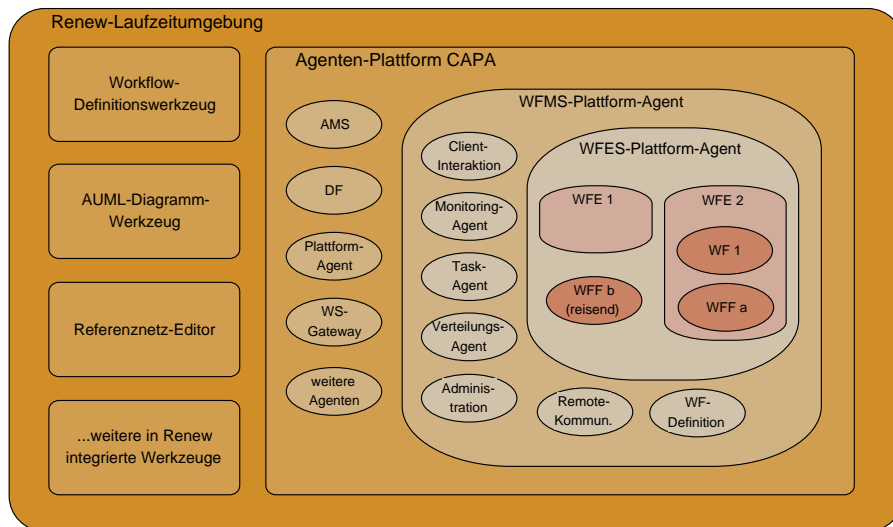 Renew-Laufzeitumgebung
Workflow-
Definitionswerkzeug
AUML-Diagramm-
Werkzeug
Referenznetz-Editor
...weitere in Renew
integrierte Werkzeuge
Agenten-Plattform CAPA
AMS
DF
Plattform-
Agent
WS-
Gateway
weitere
Agenten
WFMS-Plattform-Agent
Client-
Interaktion
Monitoring-
Agent
Task-
Agent
Verteilungs-
Agent
Adminis-
tration
Remote-
Kommun.
WF-
Definition
WFES-Plattform-Agent
WFE 1
WFF b
(reisend)
WFE 2
WF 1
WFF a